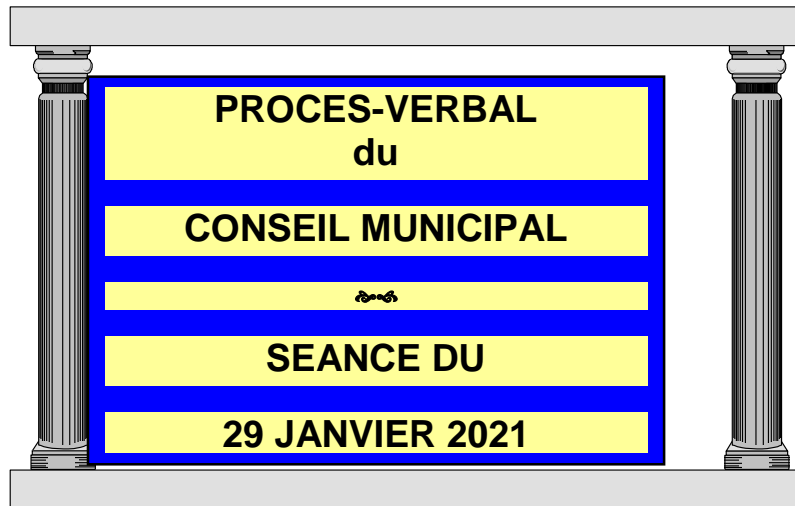 PROCES-VERBAL
du
CONSEIL MUNICIPAL
SEANCE DU
29 JANVIER 2021